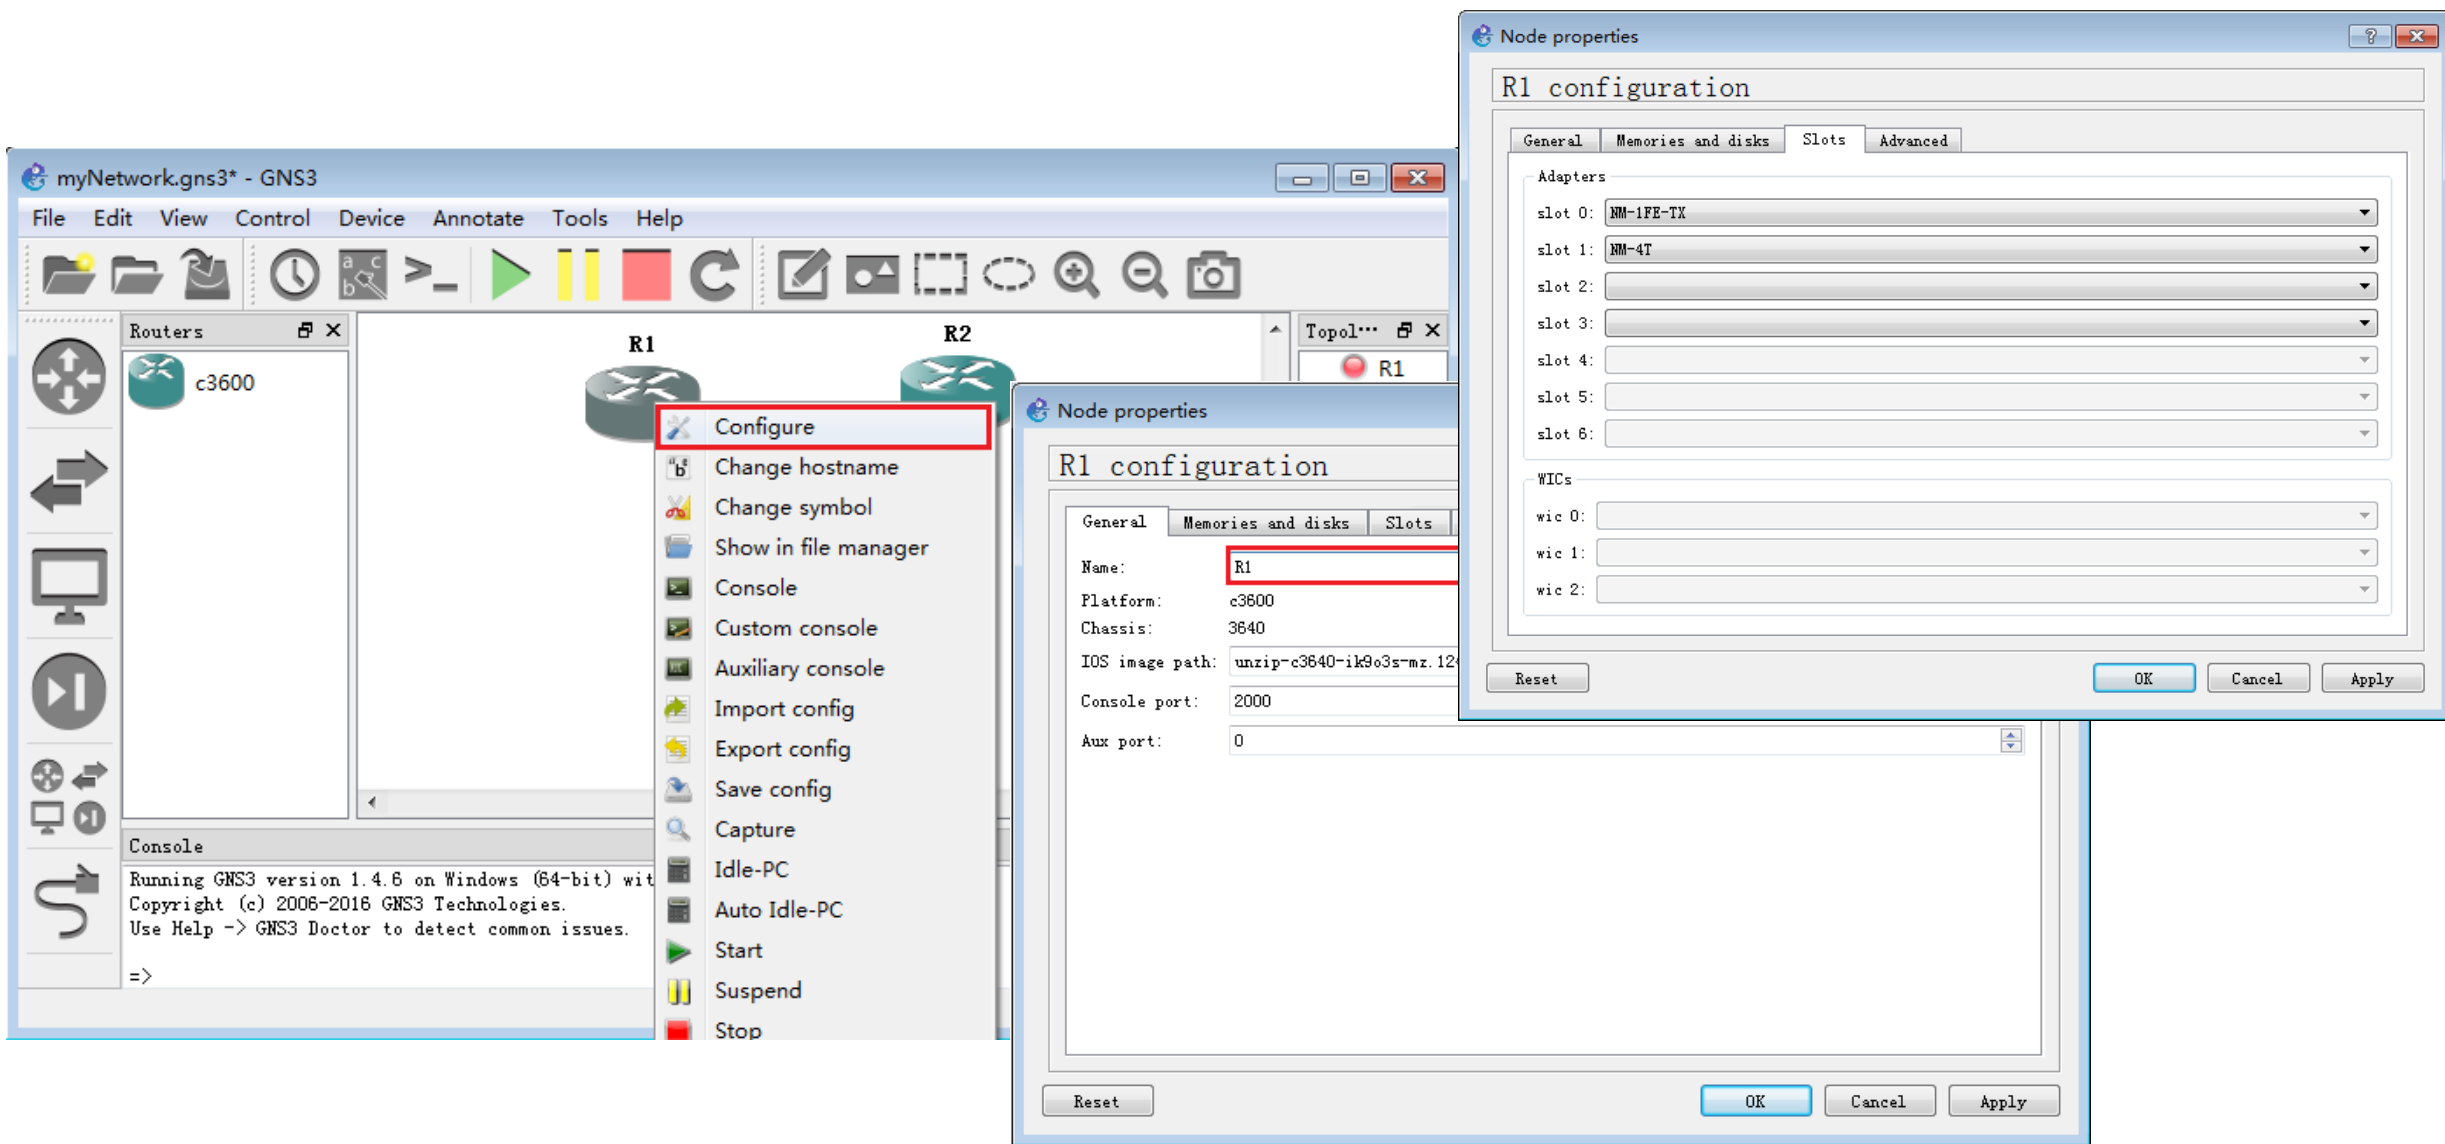 myNetwork.gns3* - GNS3
File Edit View Control Device Annotate Tools Help
Routers
c3600
R1
R2
Topol···
R1
Configure
Change hostname
Change symbol
Show in file manager
Console
Custom console
Auxiliary console
Import config
Export config
Save config
Capture
Idle-PC
Auto Idle-PC
Start
Suspend
Stop
Console
Running GNS3 version 1.4.6 on Windows (64-bit) wit
Copyright (c) 2006-2016 GNS3 Technologies.
Use Help -> GNS3 Doctor to detect common issues.
=>
Node properties
R1 configuration
General Memories and disks Slots
Name: R1
Platform: c3600
Chassis: 3640
IOS image path: unzip-c3640-ik9o3s-mz.124
Console port: 2000
Aux port: 0
Reset OK Cancel Apply
Node properties
R1 configuration
General Memories and disks Slots Advanced
Adapters
slot 0: NM-1FE-TX
slot 1: NM-4T
slot 2:
slot 3:
slot 4:
slot 5:
slot 6:
WICs
wic 0:
wic 1:
wic 2:
Reset OK Cancel Apply